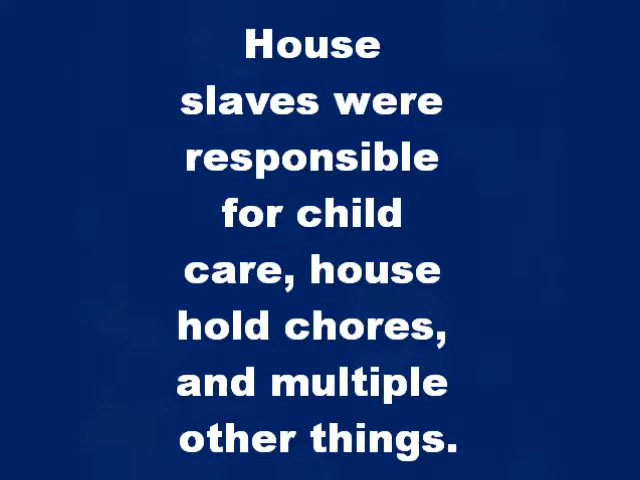 House
slaves were
responsible
for child
care, house
hold chores,
and multiple
other things.